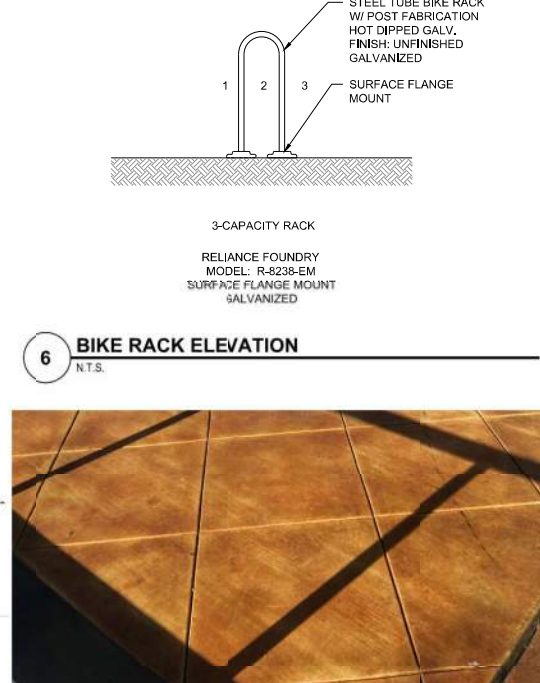 STEEL TUBE BIKE RACK
W/ POST FABRICATION
HOT DIPPED GALV.
FINISH: UNFINISHED
GALVANIZED
1 2 3
SURFACE FLANGE
MOUNT
3-CAPACITY RACK
RELIANCE FOUNDRY
MODEL: R-8238-EM
SURFACE FLANGE MOUNT
GALVANIZED
6 BIKE RACK ELEVATION
N.T.S.